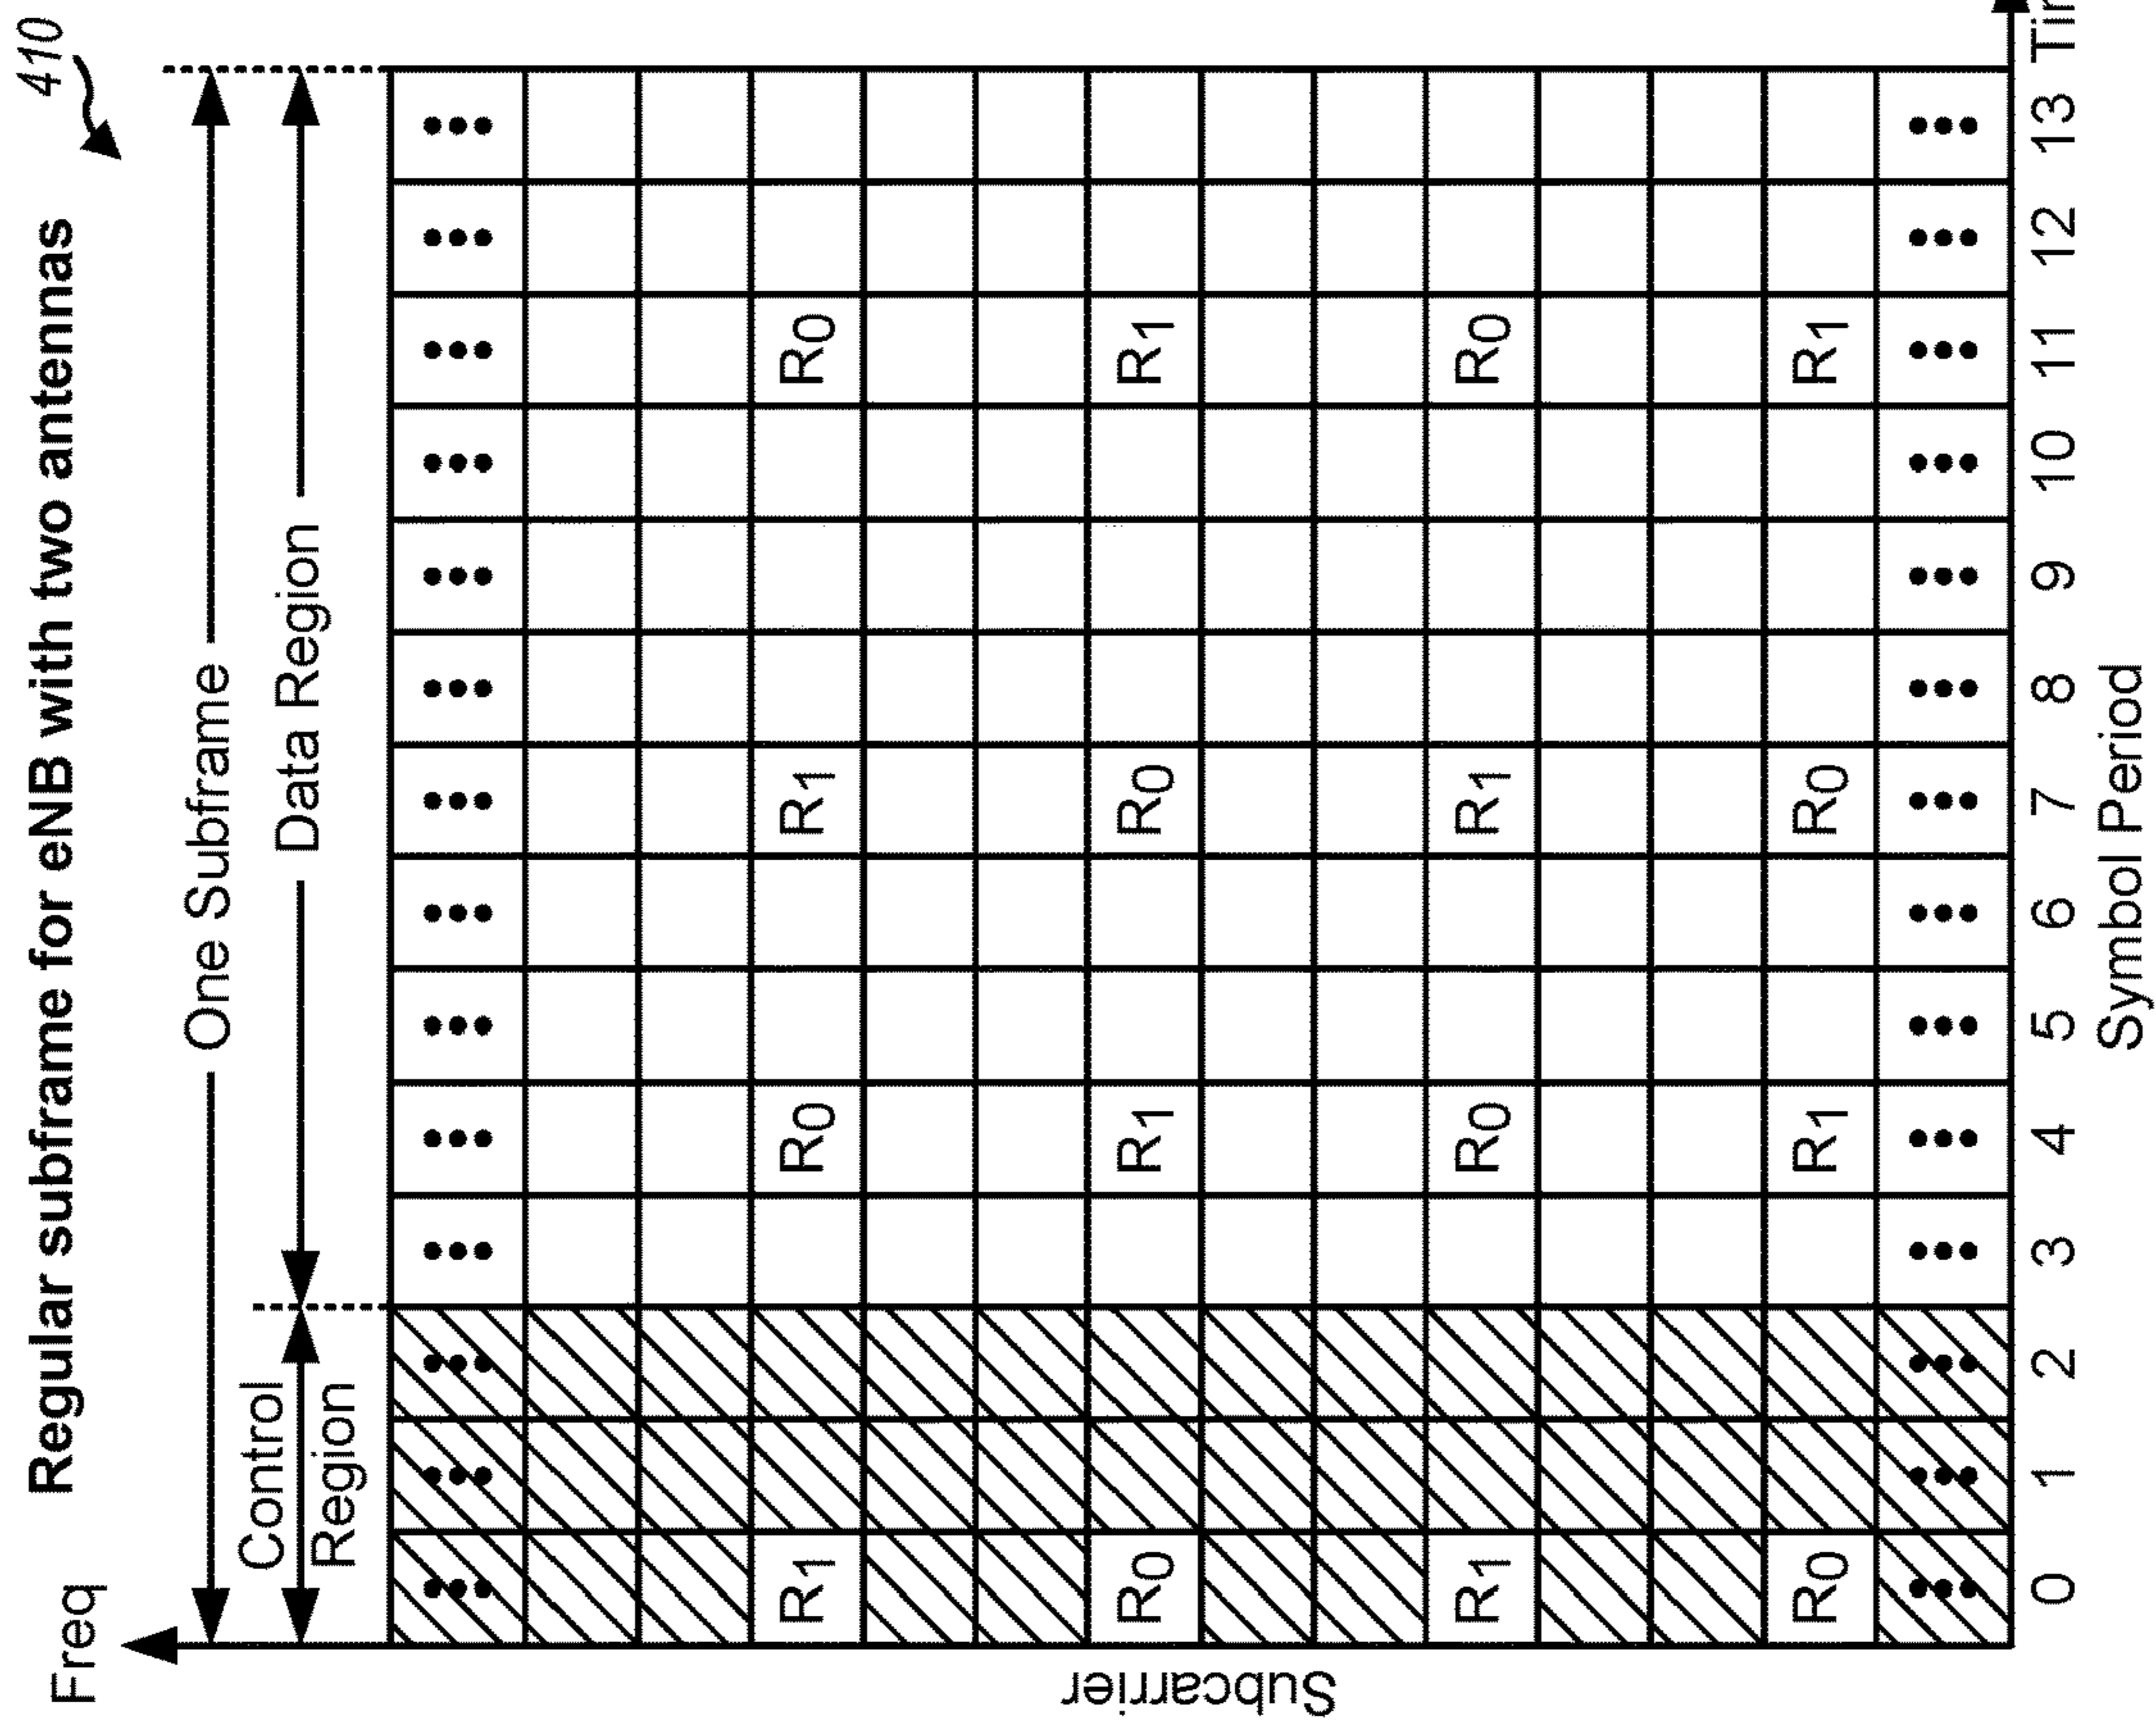 Regular subframe for eNB with two antennas
410
Freq
One Subframe
Control
Region
Data Region
R0 R1 R0 R1
R1 R0 R1 R0
R0 R1 R0 R1
R1 R0 R1 R0
Subcarrier
0 1 2 3 4 5 6 7 8 9 10 11 12 13
Symbol Period